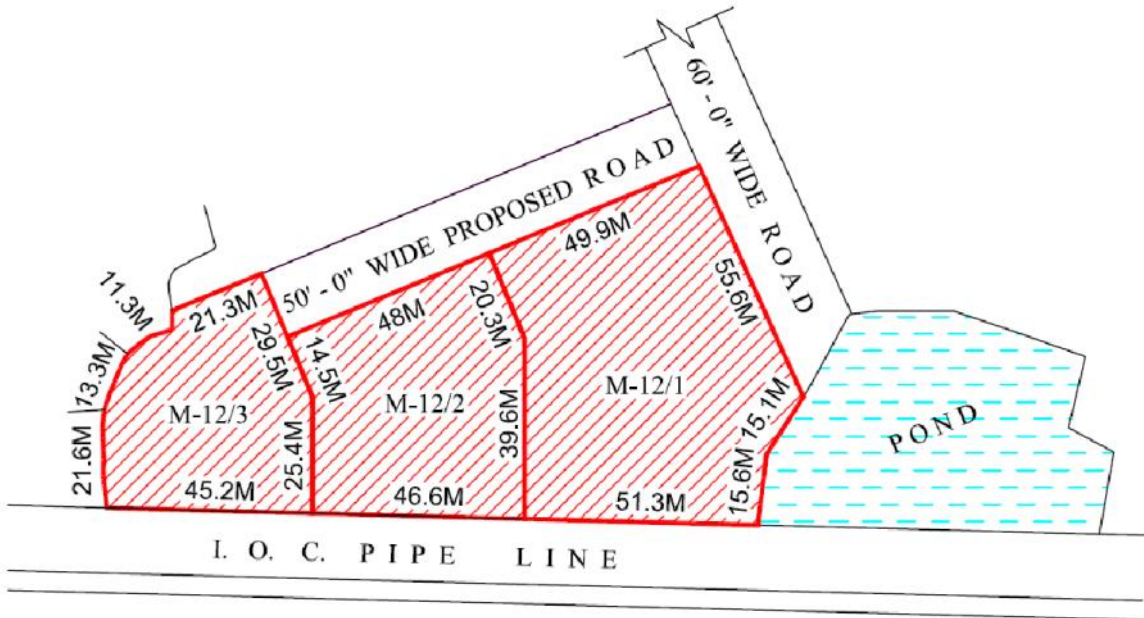 60'-0" WIDE ROAD
50'-0" WIDE PROPOSED ROAD
49.9M
55.6M
11.3M
21.3M
48M
20.3M
29.5M
14.5M
13.3M
M-12/3
M-12/2
M-12/1
15.1M
POND
21.6M
25.4M
39.6M
15.6M
45.2M
46.6M
51.3M
I. O. C. PIPE LINE